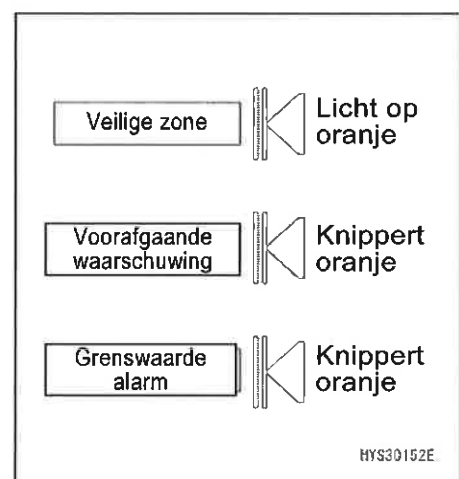 Veilige zone
Licht op
oranje
Voorafgaande
waarschuwing
Knippert
oranje
Grenswaarde
alarm
Knippert
oranje
HYS30152E